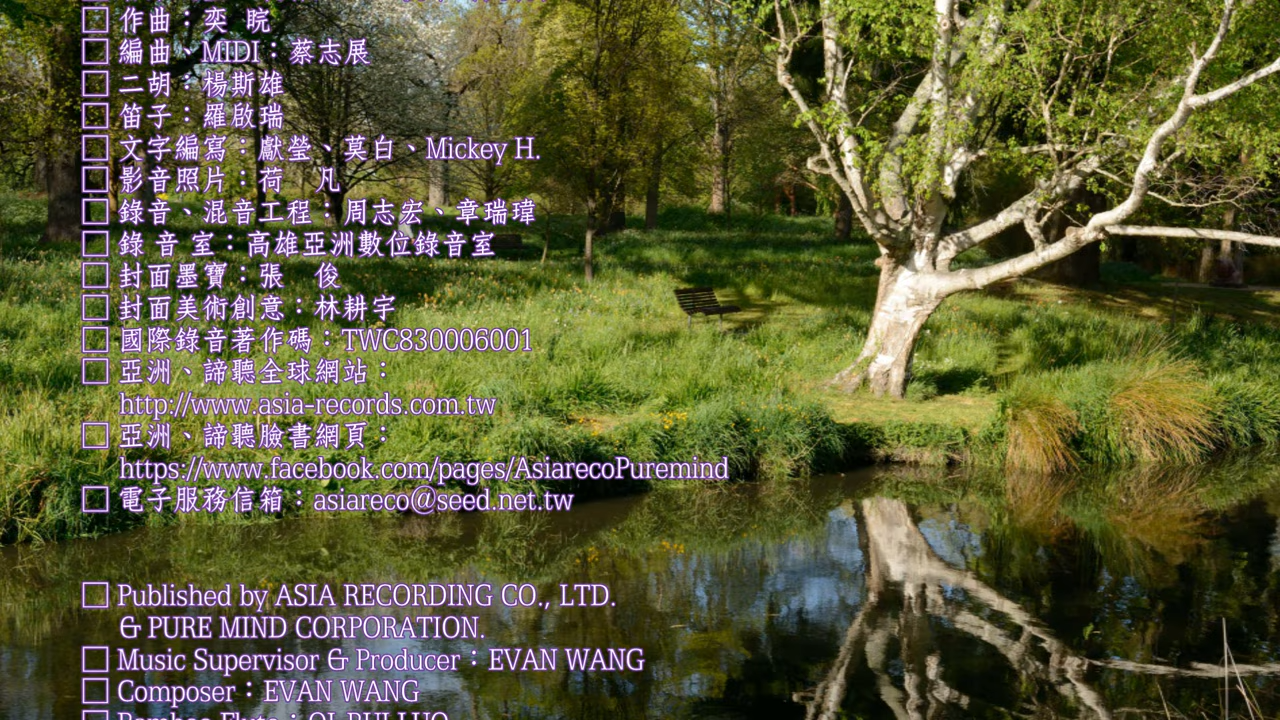 □ 作曲：奕 睆
□ 編曲、MIDI：蔡志展
□ 二胡：楊斯雄
□ 笛子：羅啟瑞
□ 文字編寫：獻瑩、莫白、Mickey H.
□ 影音照片：荷　凡
□ 錄音、混音工程：周志宏、章瑞瑋
□ 錄 音 室：高雄亞洲數位錄音室
□ 封面墨寶：張　俊
□ 封面美術創意：林耕宇
□ 國際錄音著作碼：TWC830006001
□ 亞洲、諦聽全球網站：
http://www.asia-records.com.tw
□ 亞洲、諦聽臉書網頁：
https://www.facebook.com/pages/AsiarecoPuremind
□ 電子服務信箱：asiareco@seed.net.tw
□ Published by ASIA RECORDING CO., LTD.
& PURE MIND CORPORATION.
□ Music Supervisor & Producer：EVAN WANG
□ Composer：EVAN WANG